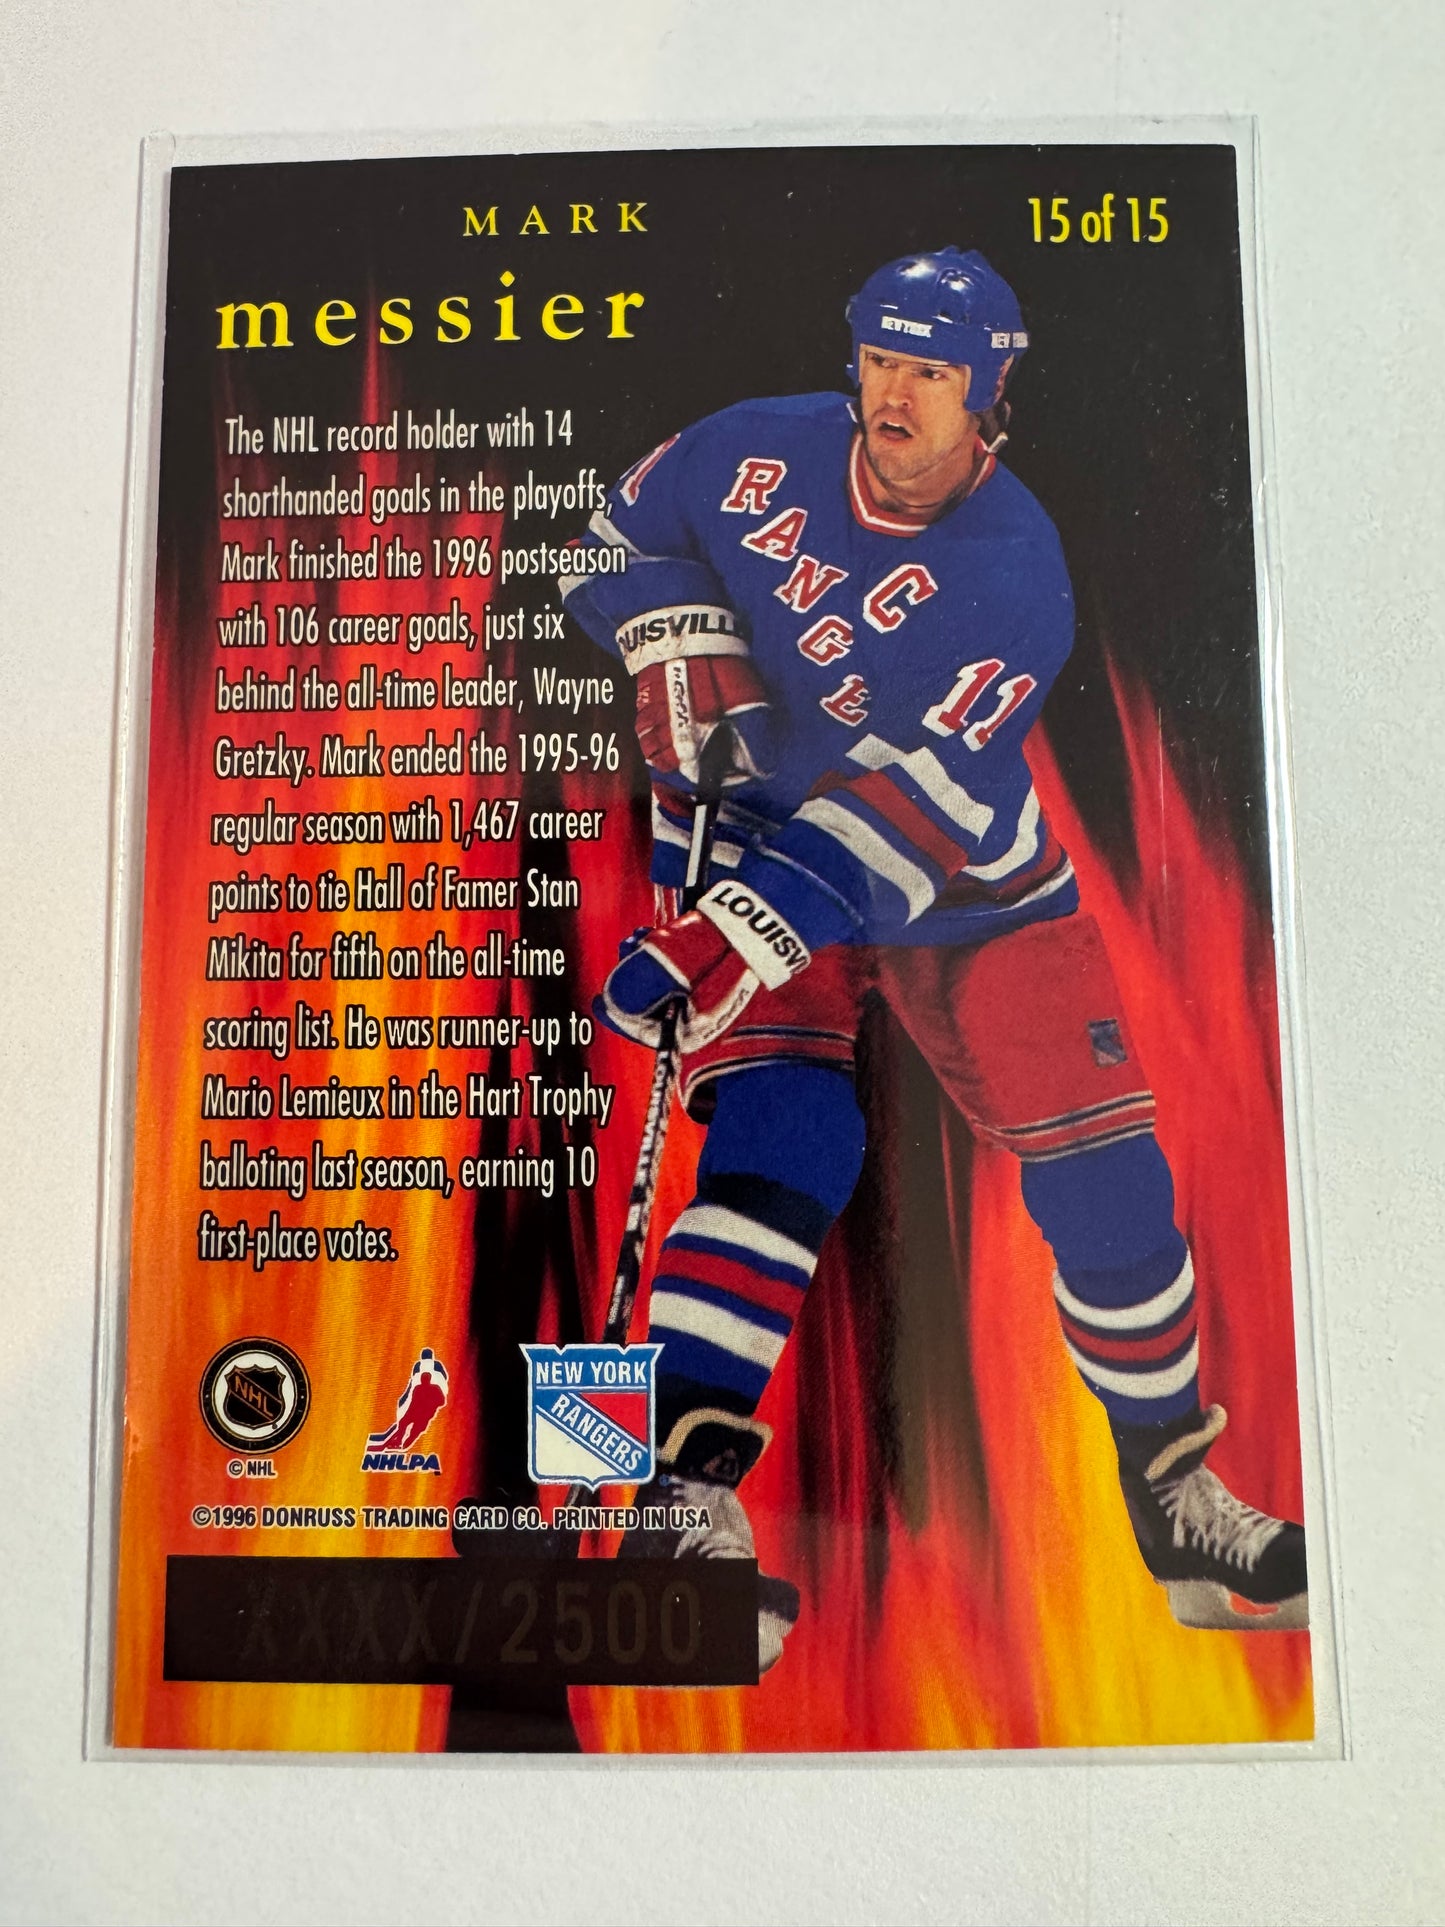 15 of 15
MARK
messier
The NHL record holder with 14
shorthanded goals in the playoffs,
Mark finished the 1996 postseason
with 106 career goals, just six
behind the all-time leader, Wayne
Gretzky. Mark ended the 1995-96
regular season with 1,467 career
points to tie Hall of Famer Stan
Mikita for fifth on the all-time
scoring list. He was runner-up to
Mario Lemieux in the Hart Trophy
balloting last season, earning 10
first-place votes.
NEW YORK
RANGE
C
11
11
LOUISV
NHL
© NHL
NHLPA
NEW YORK
RANGERS
©1996 DONRUSS TRADING CARD CO. PRINTED IN USA
XXXX/2500